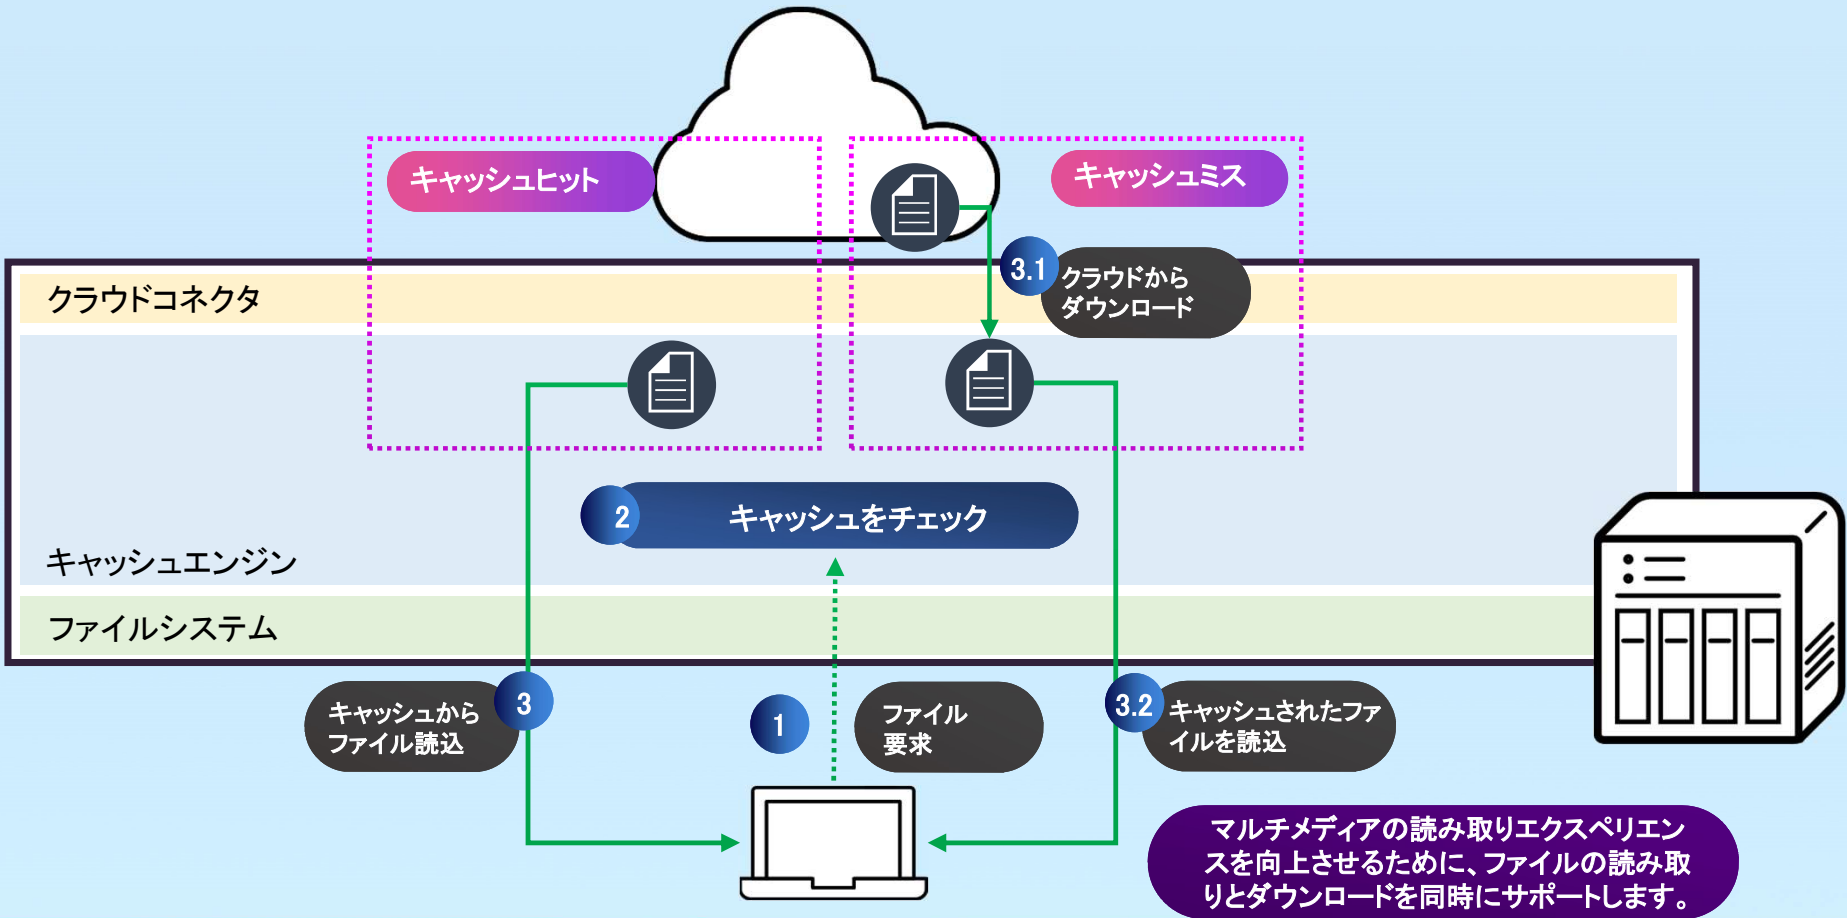 キャッシュヒット
キャッシュミス
3.1
クラウドから
ダウンロード
クラウドコネクタ
2
キャッシュをチェック
キャッシュエンジン
ファイルシステム
キャッシュから
ファイル読込
3
1
ファイル
要求
3.2
キャッシュされたファ
イルを読込
マルチメディアの読み取りエクスペリエン
スを向上させるために、ファイルの読み取
りとダウンロードを同時にサポートします。